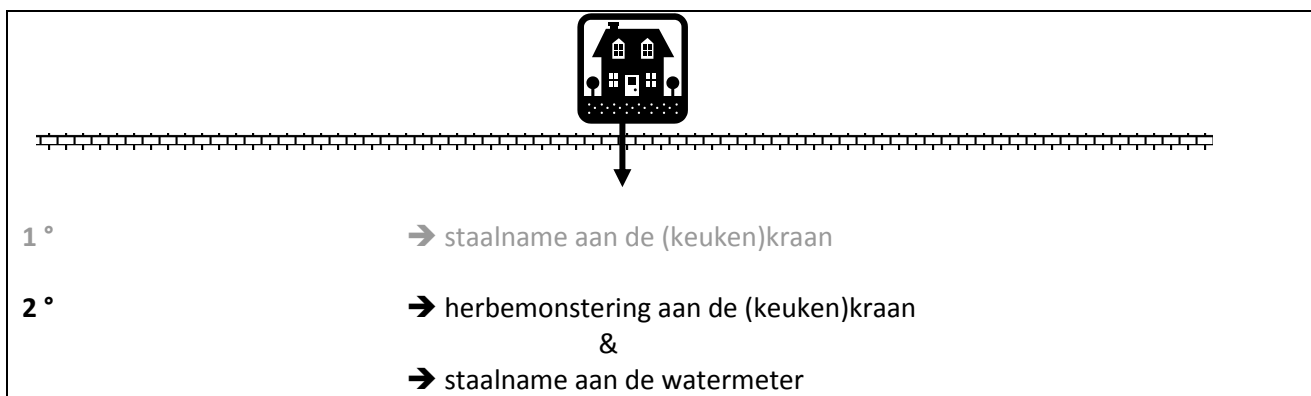 1 ° ➔ staalname aan de (keuken)kraan
2 ° ➔ herbemonstering aan de (keuken)kraan
&
➔ staalname aan de watermeter